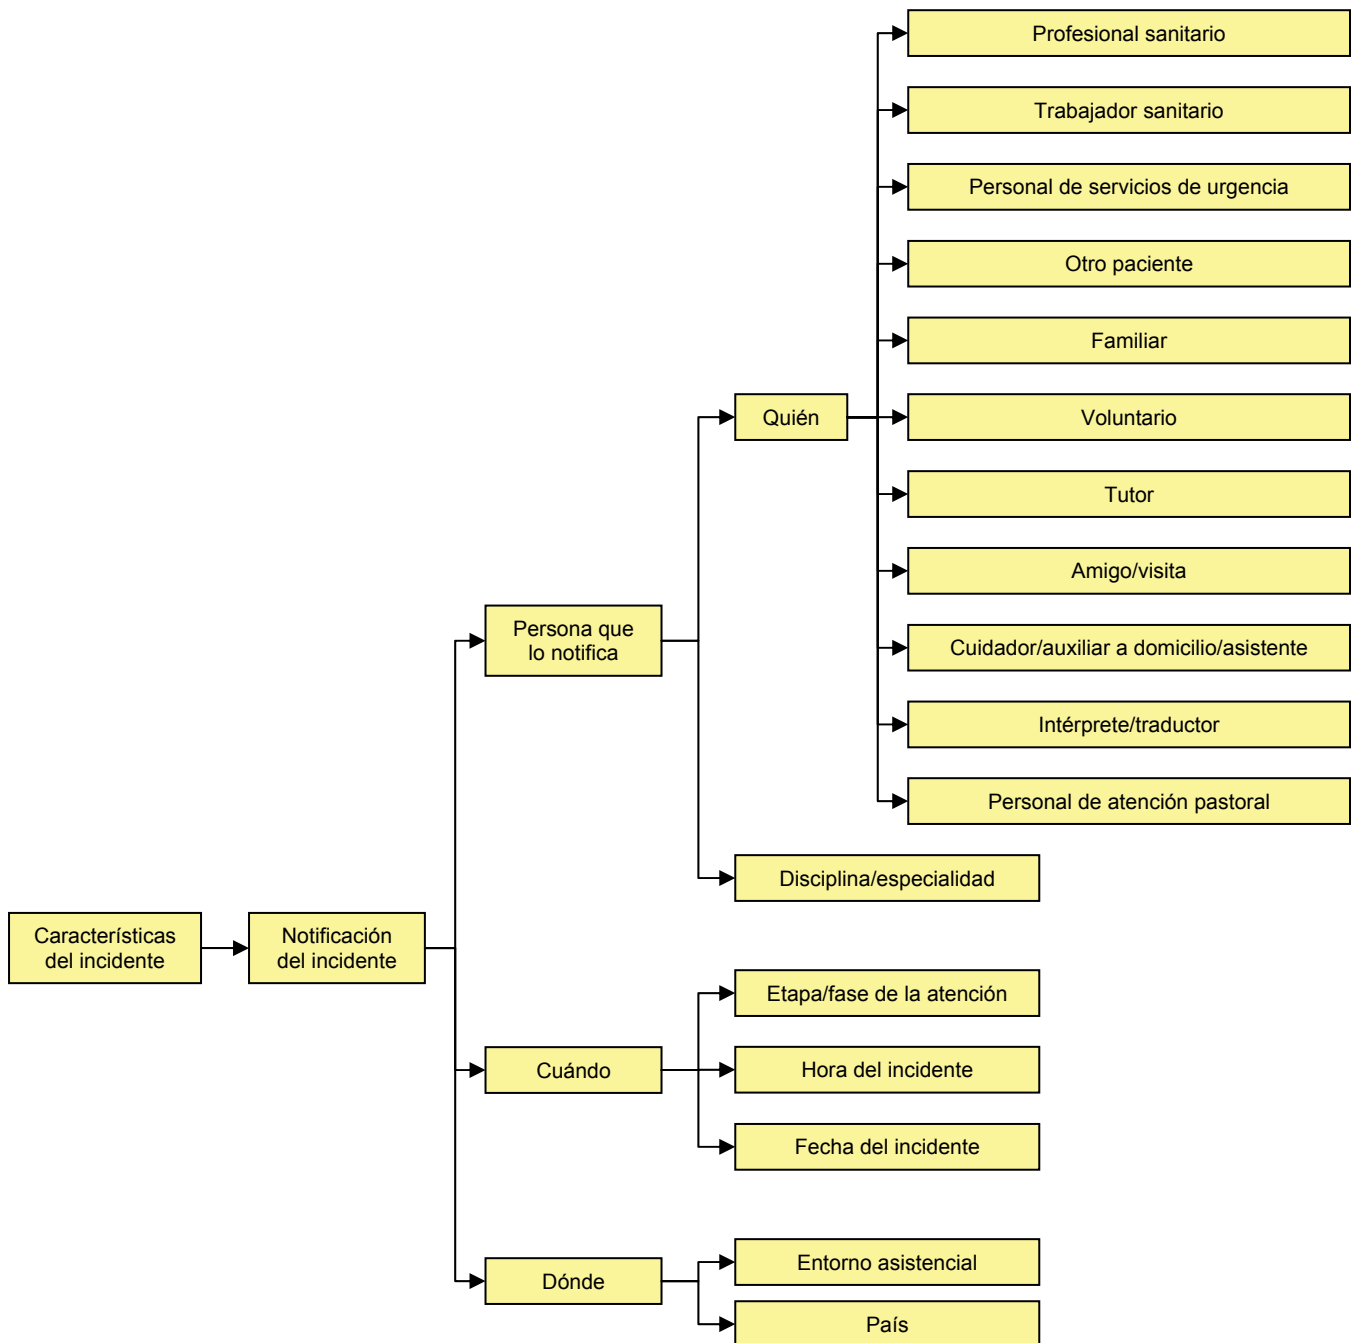 Profesional sanitario
Trabajador sanitario
Personal de servicios de urgencia
Otro paciente
Familiar
Quién
Voluntario
Tutor
Amigo/visita
Persona que
lo notifica
Cuidador/auxiliar a domicilio/asistente
Intérprete/traductor
Personal de atención pastoral
Disciplina/especialidad
Características
del incidente
Notificación
del incidente
Etapa/fase de la atención
Cuándo
Hora del incidente
Fecha del incidente
Entorno asistencial
Dónde
País